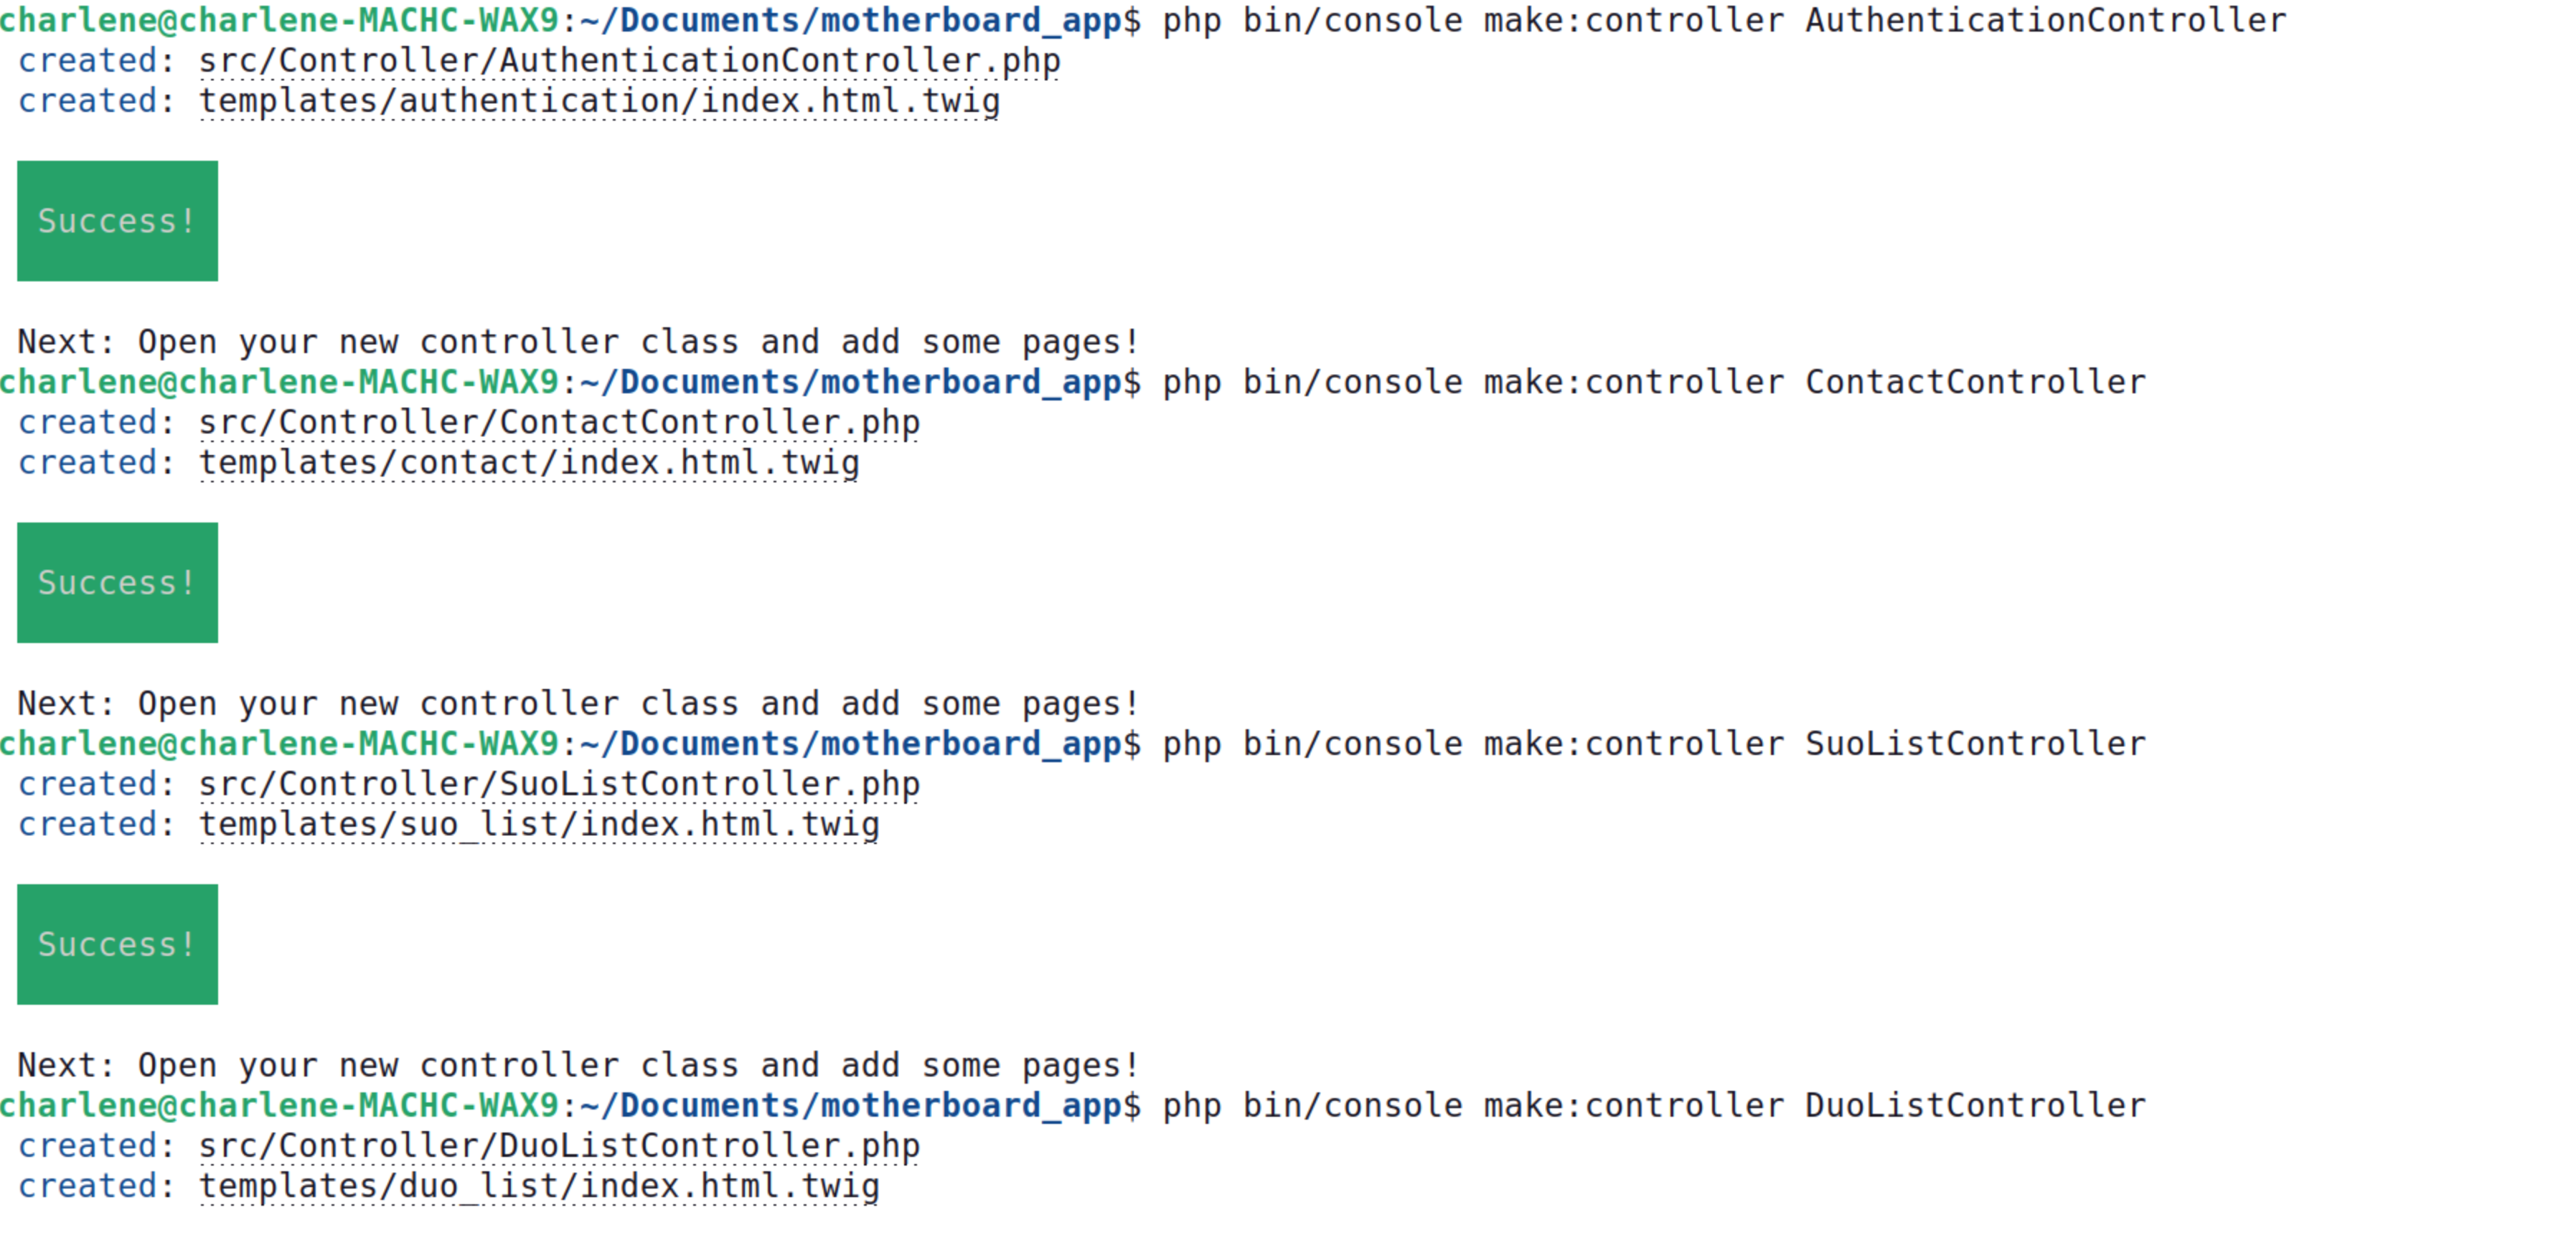 charlene@charlene-MACHC-WAX9:~/Documents/motherboard_app$ php bin/console make:controller AuthenticationController
created: src/Controller/AuthenticationController.php
created: templates/authentication/index.html.twig
Success!
Next: Open your new controller class and add some pages!
charlene@charlene-MACHC-WAX9:~/Documents/motherboard_app$ php bin/console make:controller ContactController
created: src/Controller/ContactController.php
created: templates/contact/index.html.twig
Success!
Next: Open your new controller class and add some pages!
charlene@charlene-MACHC-WAX9:~/Documents/motherboard_app$ php bin/console make:controller SuoListController
created: src/Controller/SuoListController.php
created: templates/suo_list/index.html.twig
Success!
Next: Open your new controller class and add some pages!
charlene@charlene-MACHC-WAX9:~/Documents/motherboard_app$ php bin/console make:controller DuoListController
created: src/Controller/DuoListController.php
created: templates/duo_list/index.html.twig